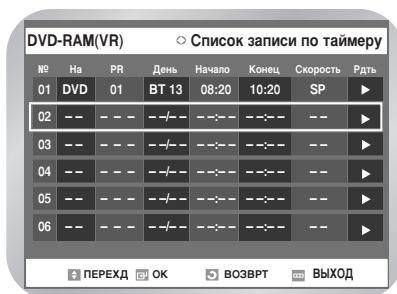 DVD-RAM(VR) Список записи по таймеру
№ На PR День Начало Конец Скорость Рдть
01 DVD 01 ВТ 13 08:20 10:20 SP ►
02 -- --- --/-- --:-- --:-- -- ►
03 -- --- --/-- --:-- --:-- -- ►
04 -- --- --/-- --:-- --:-- -- ►
05 -- --- --/-- --:-- --:-- -- ►
06 -- --- --/-- --:-- --:-- -- ►
ПЕРЕХД ОК ВОЗВРТ ВЫХОД